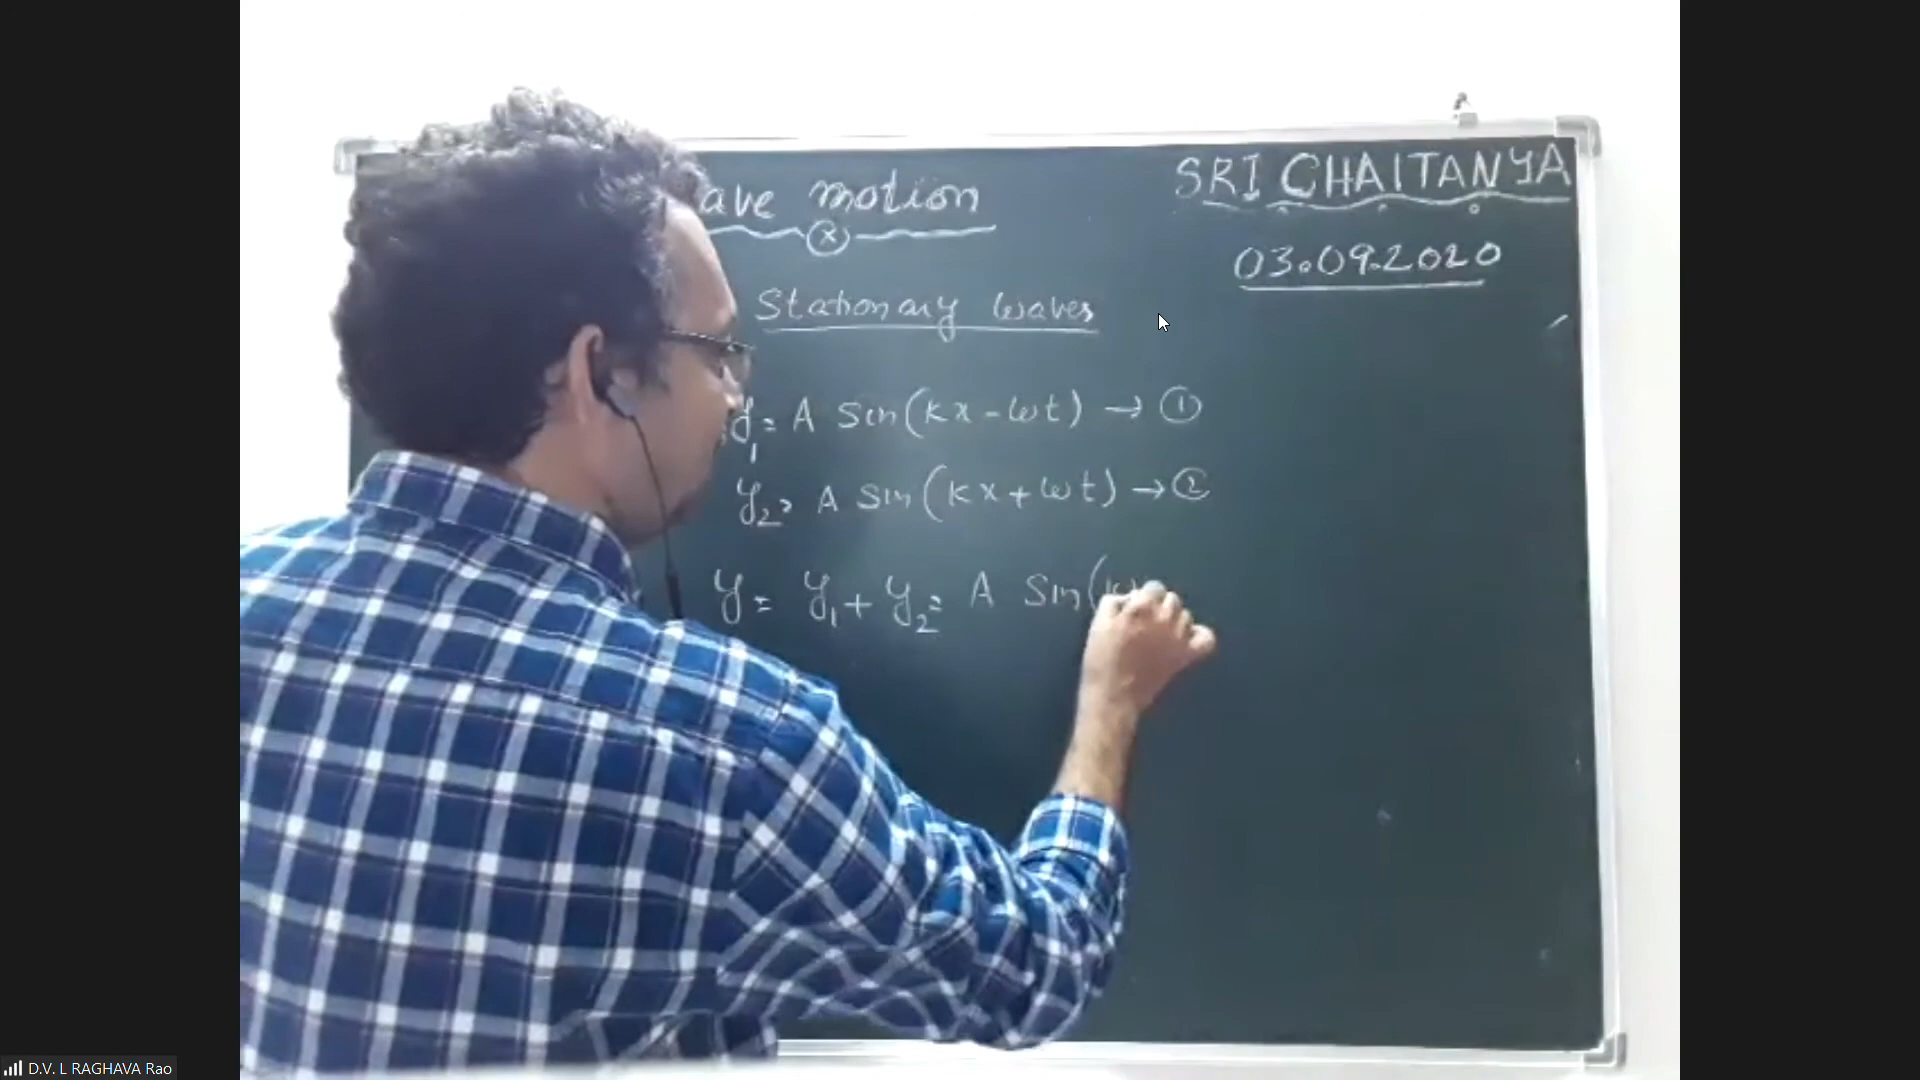 ave motion
SRI CHAITANYA
03.09.2020
Stationary waves
y₁ = A Sin(kx - ωt) → ①
y₂ = A Sin(kx + ωt) → ②
y = y₁ + y₂ = A Sin(k
D.V. L RAGHAVA Rao